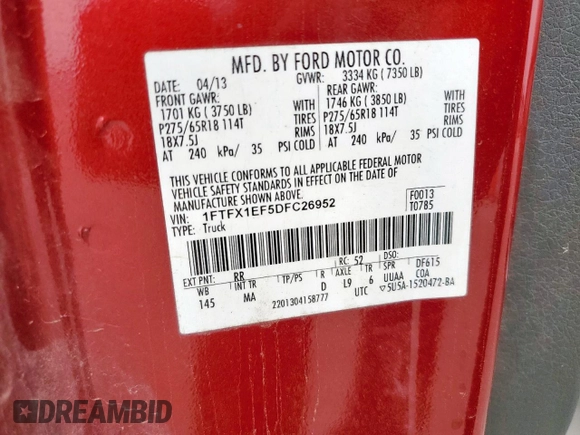 MFD. BY FORD MOTOR CO.
DATE: 04/13 GVWR: 3334 KG ( 7350 LB)
FRONT GAWR: REAR GAWR:
1701 KG ( 3750 LB) 1746 KG ( 3850 LB)
P275/65R18 114T TIRES P275/65R18 114T TIRES
18X7.5J RIMS 18X7.5J RIMS
AT 240 kPa/ 35 PSI COLD AT 240 kPa/ 35 PSI COLD
THIS VEHICLE CONFORMS TO ALL APPLICABLE FEDERAL MOTOR
VEHICLE SAFETY STANDARDS IN EFFECT ON THE DATE OF
MANUFACTURE SHOWN ABOVE.
VIN: 1FTFX1EF5DFC26952 F0013
TYPE: Truck T0785
EXT PNT: RR RC: 52 DSO:
WB INT TR TP/PS R AXLE TR SPR DF615
145 MA D L9 6 UUAA COA
2201304158777 UTC ▽5U5A-1520472-BA
DREAMBID